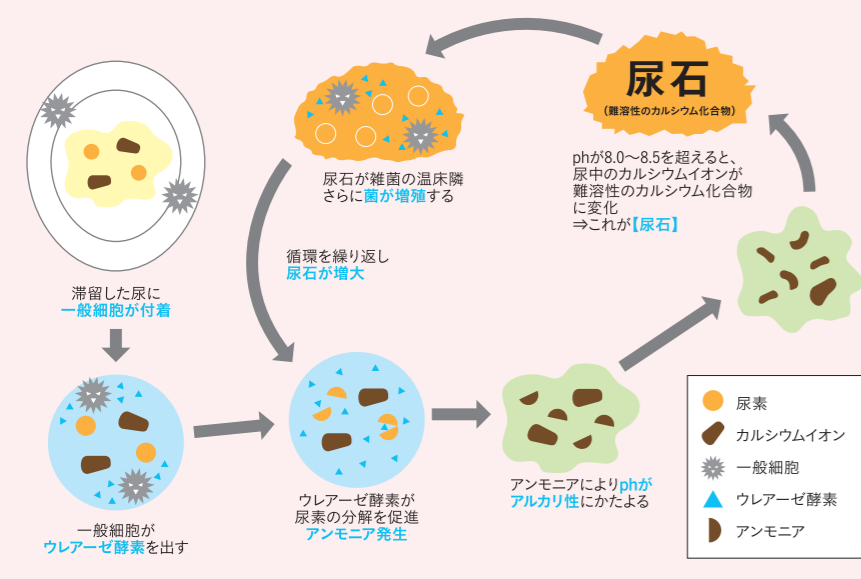 滞留した尿に
一般細胞が付着
一般細胞が
ウレアーゼ酵素を出す
ウレアーゼ酵素が
尿素の分解を促進
アンモニア発生
アンモニアによりphが
アルカリ性にかたよる
phが8.0〜8.5を超えると、
尿中のカルシウムイオンが
難溶性のカルシウム化合物
に変化
⇒これが【尿石】
尿石
(難溶性のカルシウム化合物)
尿石が雑菌の温床隣
さらに菌が増殖する
循環を繰り返し
尿石が増大
尿素
カルシウムイオン
一般細胞
ウレアーゼ酵素
アンモニア